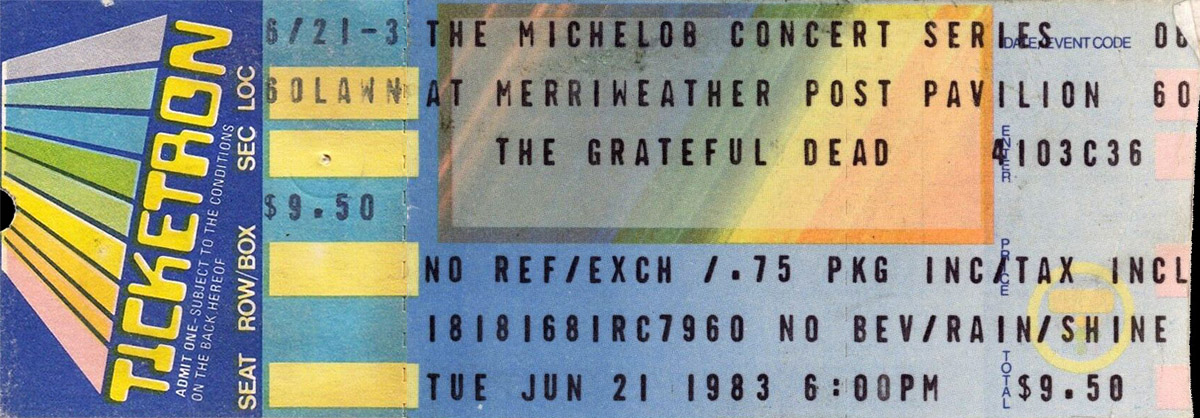 TICKETRON
ADMIT ONE-SUBJECT TO THE CONDITIONS
ON THE BACK HEREOF
SEAT ROW/BOX SEC LOC
6/21-3
60LAWN
$9.50
THE MICHELOB CONCERT SERIES
DATE, EVENT CODE
AT MERRIWEATHER POST PAVILION 60
THE GRATEFUL DEAD 4103C36
ENTER
PRICE
NO REF/EXCH /.75 PKG INC/TAX INCL
1818168IRC7960 NO BEV/RAIN/SHINE
TUE JUN 21 1983 6:00PM $9.50
TOTAL